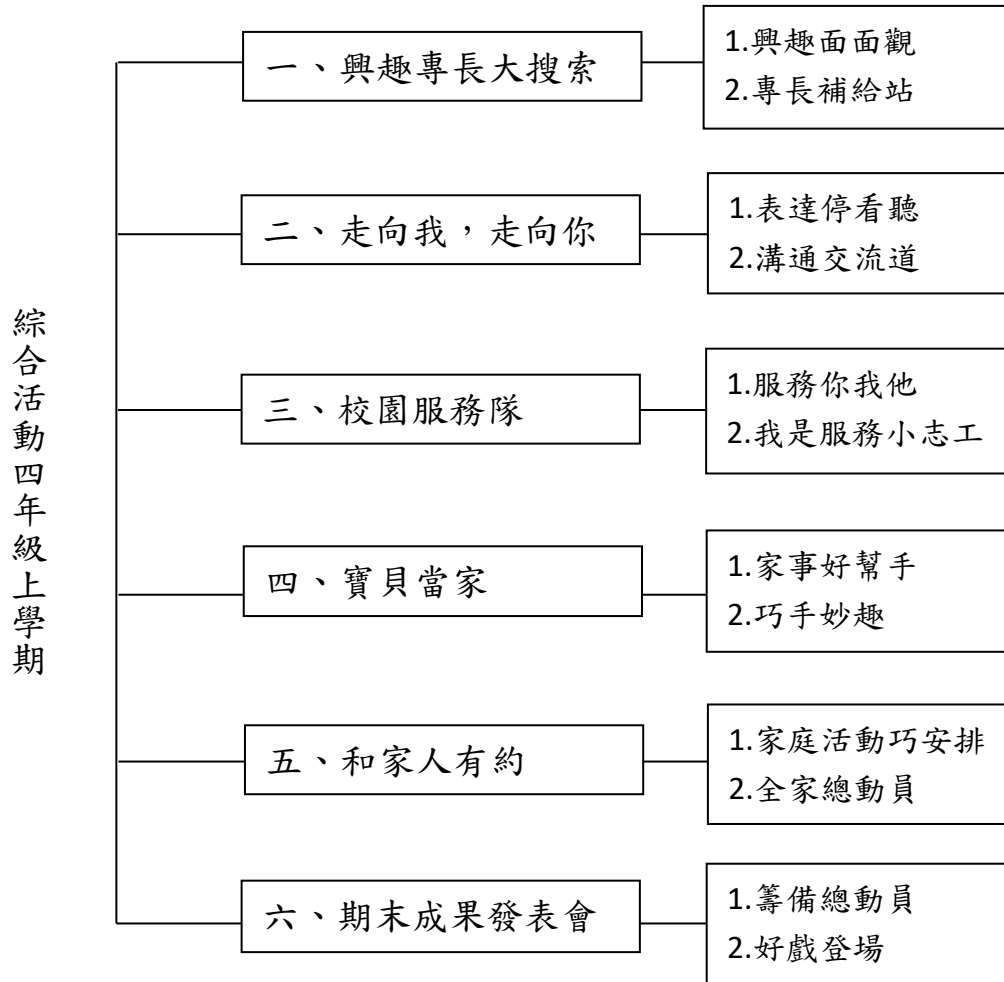 綜合活動四年級上學期
一、興趣專長大搜索
1.興趣面面觀
2.專長補給站
二、走向我，走向你
1.表達停看聽
2.溝通交流道
三、校園服務隊
1.服務你我他
2.我是服務小志工
四、寶貝當家
1.家事好幫手
2.巧手妙趣
五、和家人有約
1.家庭活動巧安排
2.全家總動員
六、期末成果發表會
1.籌備總動員
2.好戲登場